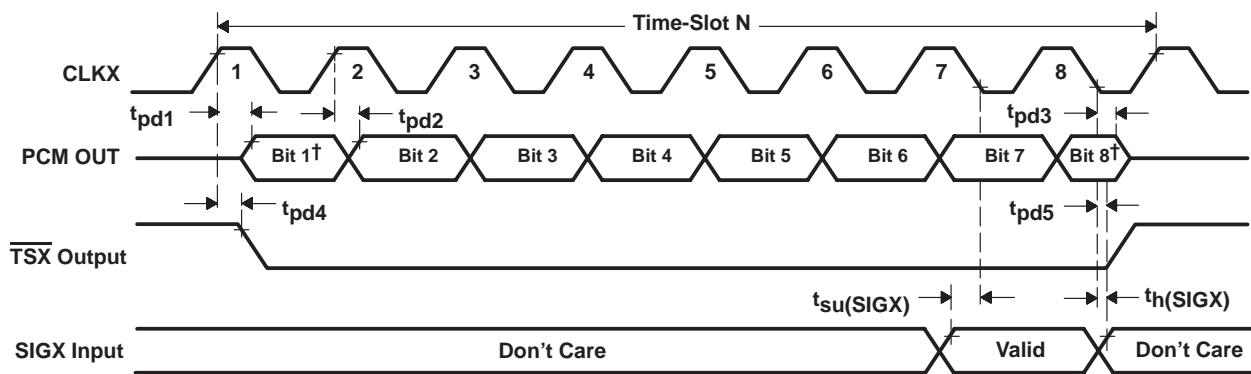 Time-Slot N
CLKX
1 2 3 4 5 6 7 8
tpd1
tpd2
tpd3
PCM OUT
Bit 1† Bit 2 Bit 3 Bit 4 Bit 5 Bit 6 Bit 7 Bit 8†
tpd4
tpd5
TSX Output
tsu(SIGX)
th(SIGX)
SIGX Input
Don't Care Valid Don't Care